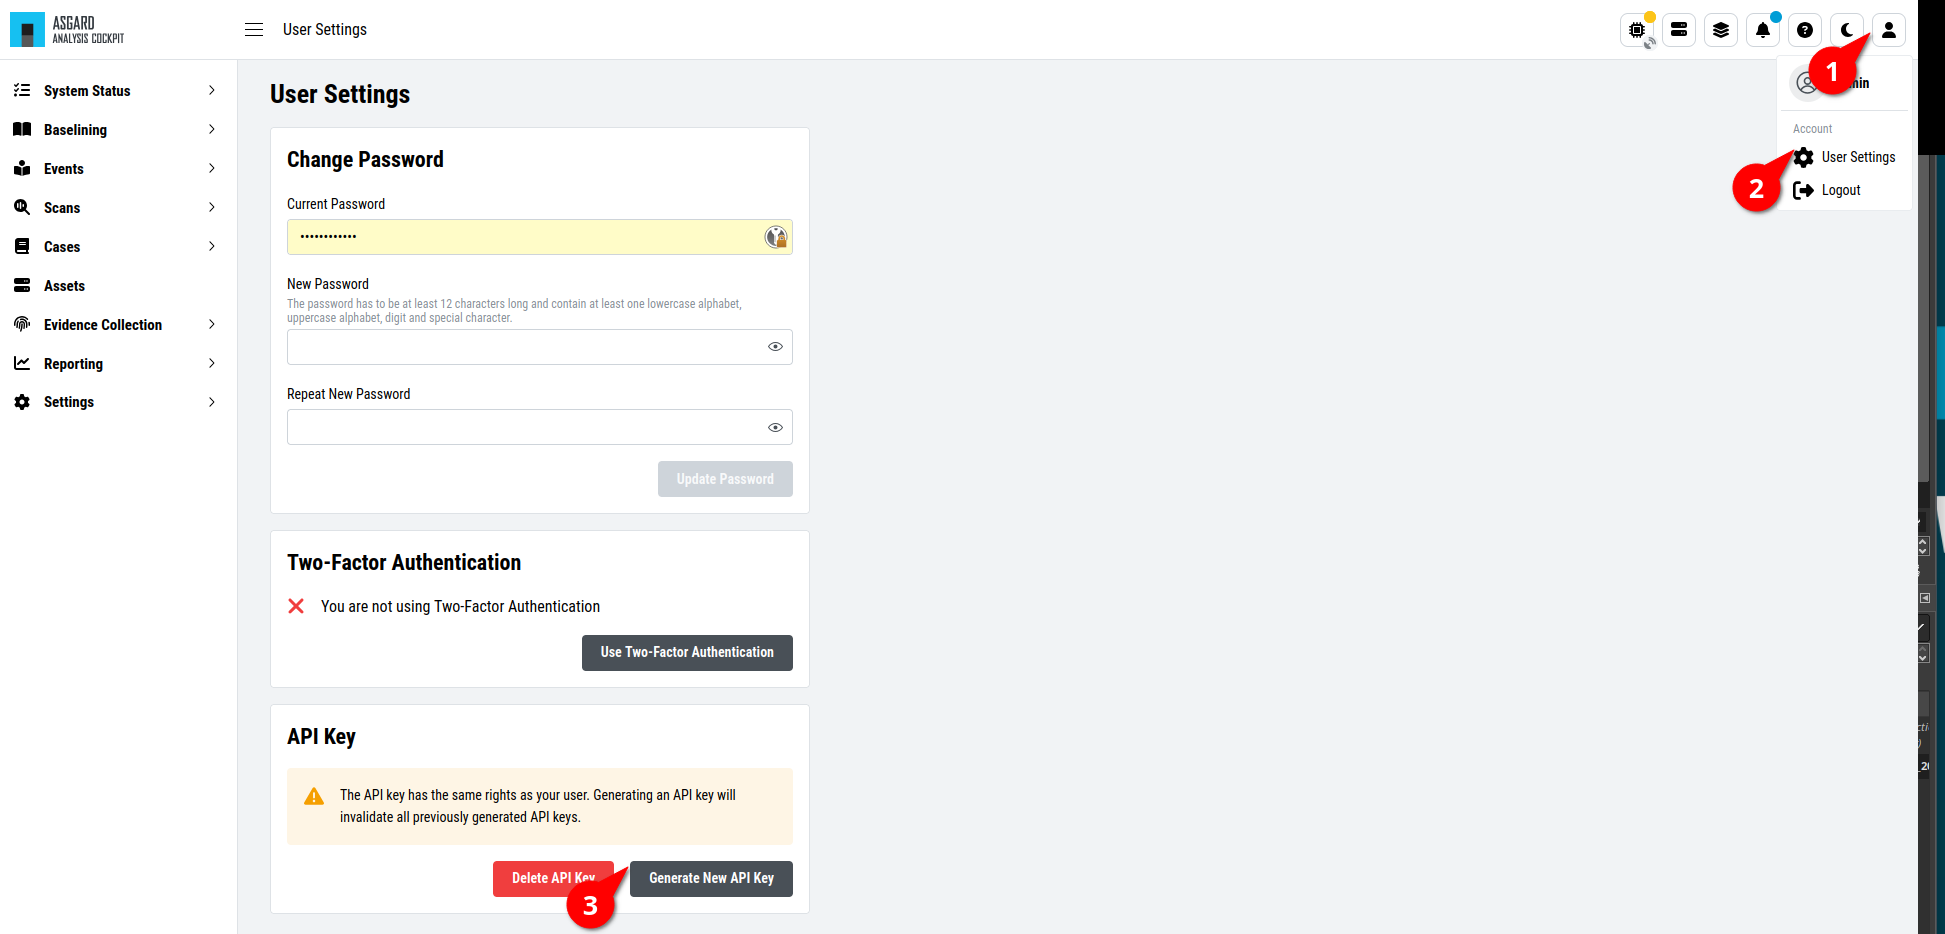 ASGARD
ANALYSIS COCKPIT
User Settings
1
min
Account
User Settings
2
Logout
System Status
Baselining
Events
Scans
Cases
Assets
Evidence Collection
Reporting
Settings
User Settings
Change Password
Current Password
••••••••••••
New Password
The password has to be at least 12 characters long and contain at least one lowercase alphabet,
uppercase alphabet, digit and special character.
Repeat New Password
Update Password
Two-Factor Authentication
You are not using Two-Factor Authentication
Use Two-Factor Authentication
API Key
The API key has the same rights as your user. Generating an API key will
invalidate all previously generated API keys.
Delete API Key
Generate New API Key
3